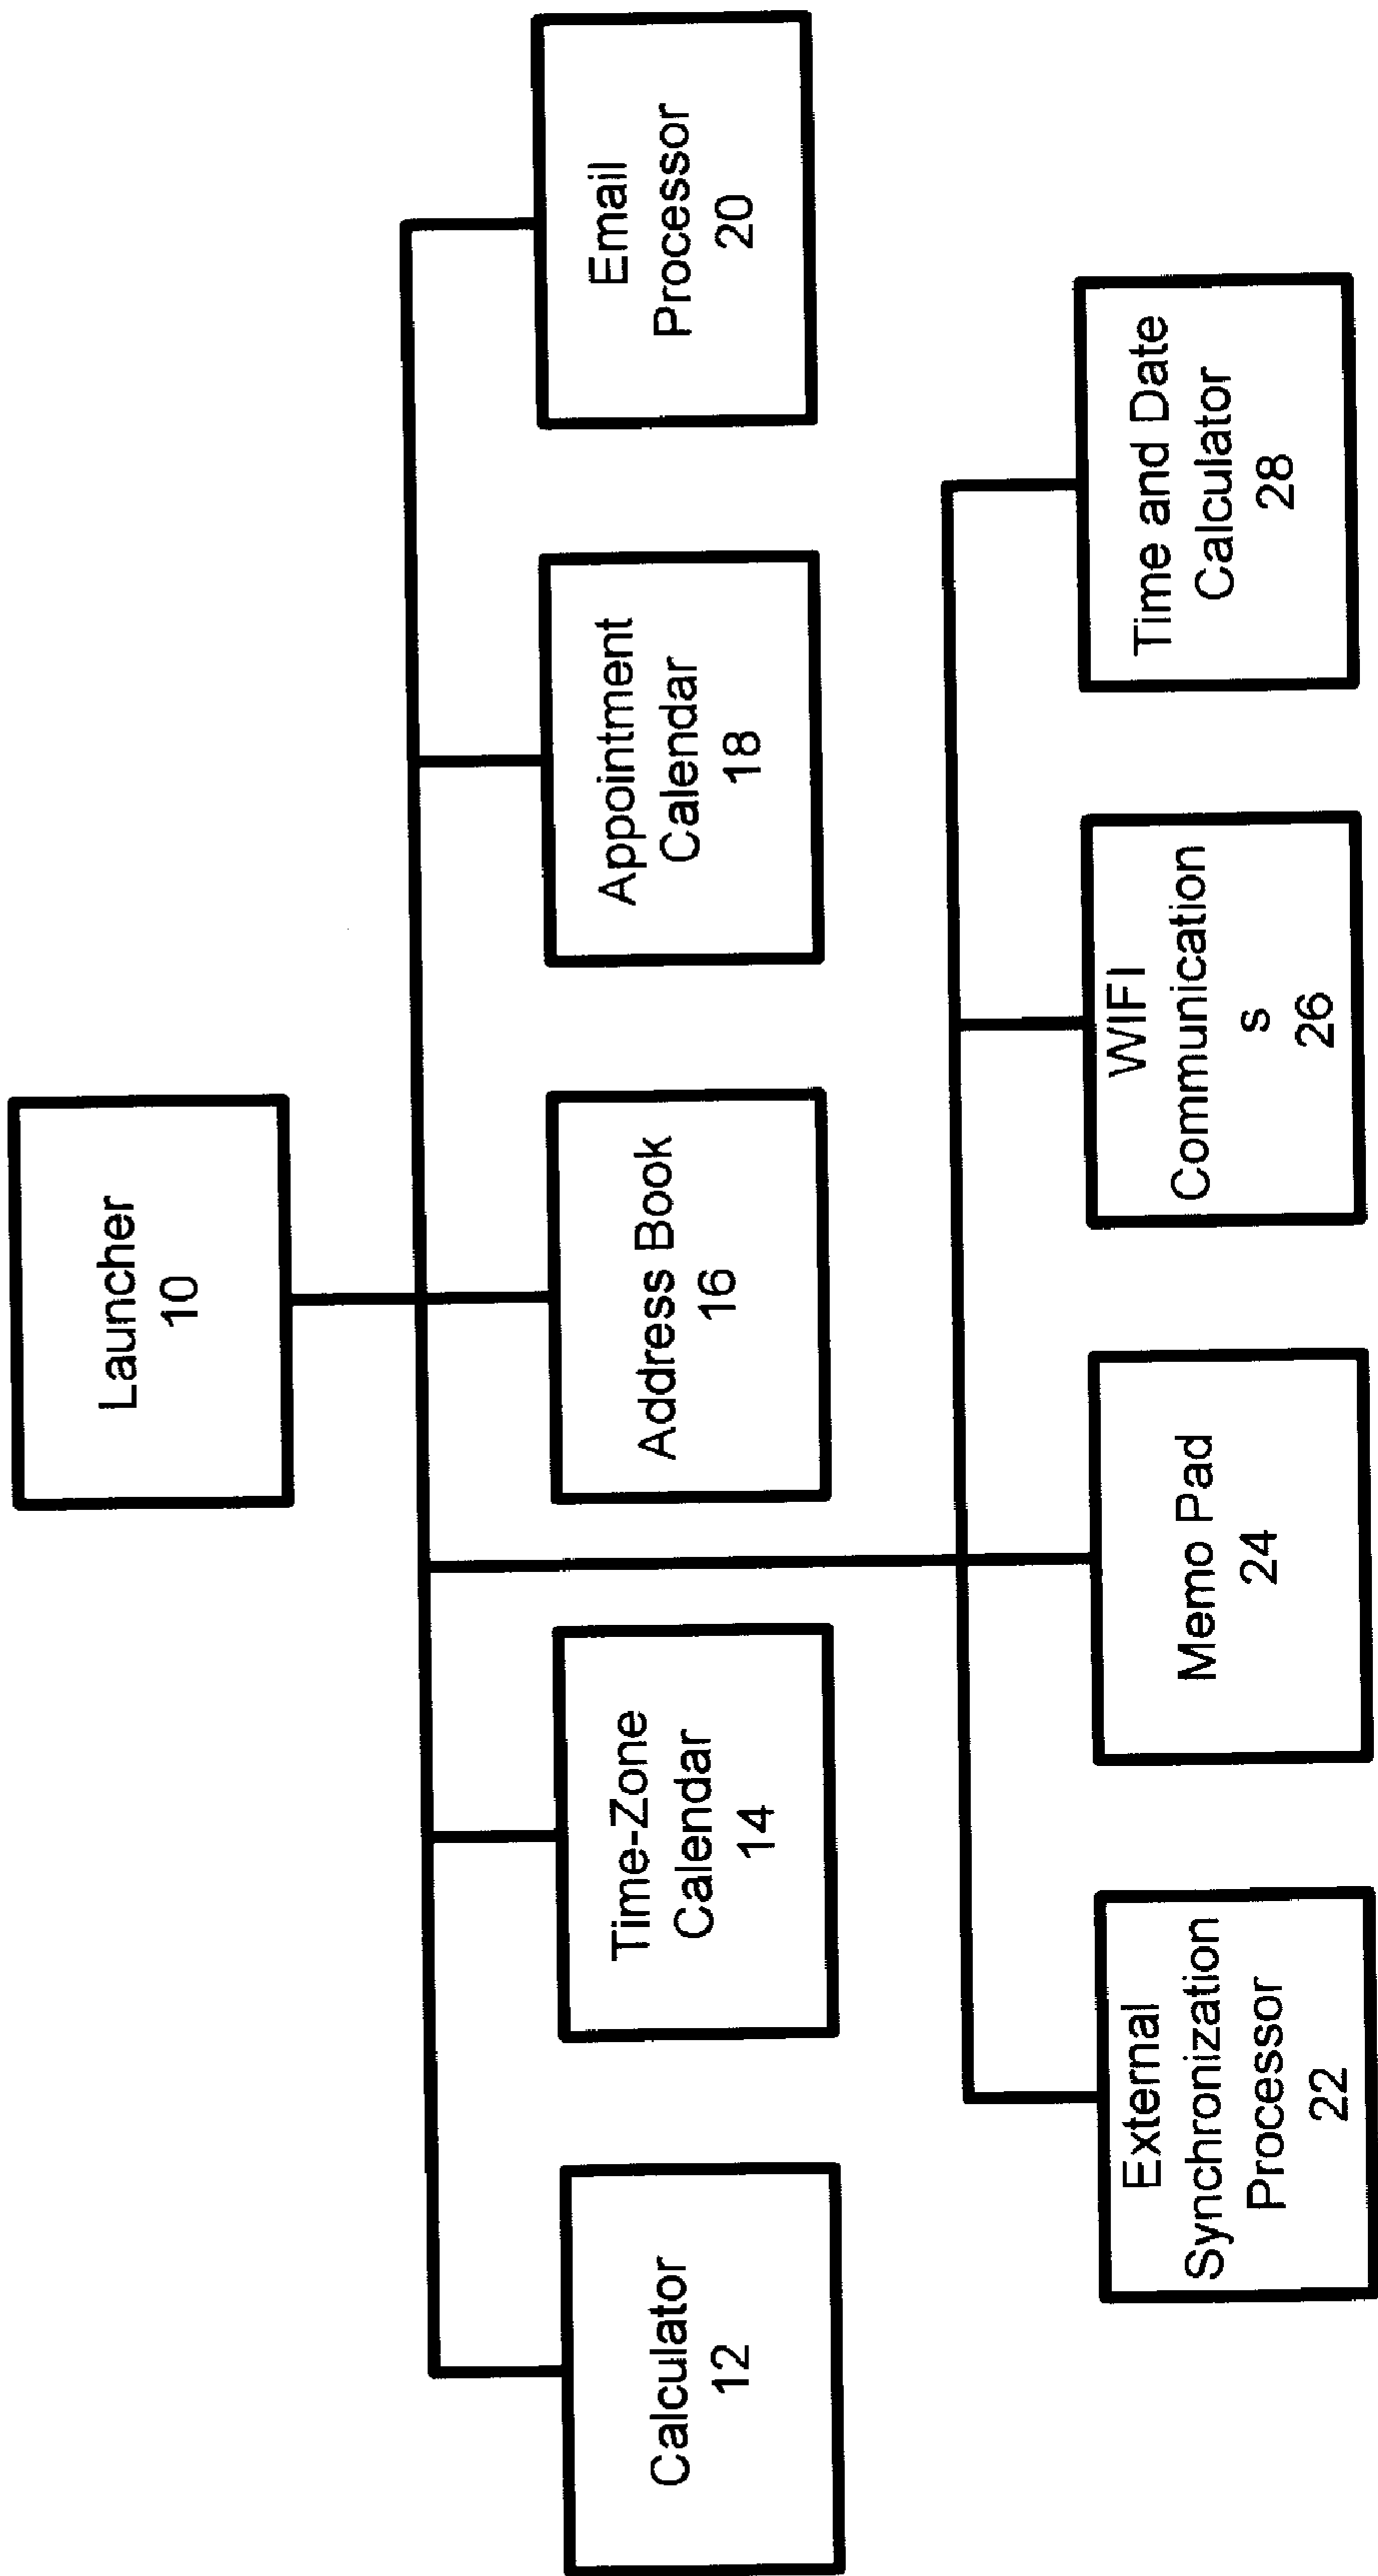 Launcher
10
Calculator
12
Time-Zone
Calendar
14
Address Book
16
Appointment
Calendar
18
Email
Processor
20
External
Synchronization
Processor
22
Memo Pad
24
WIFI
Communication
s
26
Time and Date
Calculator
28